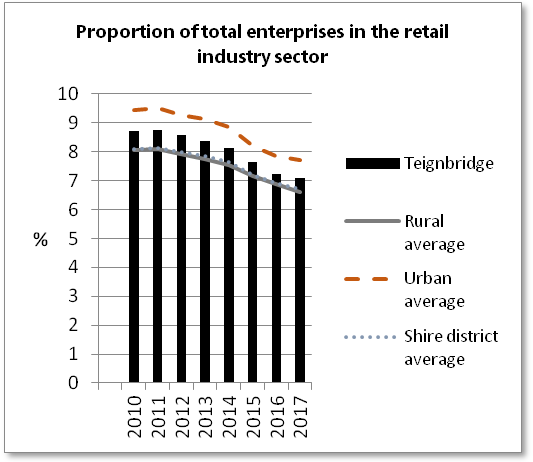 Proportion of total enterprises in the retail
industry sector
10
9
8
7
6
5
4
3
2
1
0
%
2010
2011
2012
2013
2014
2015
2016
2017
Teignbridge
Rural
average
Urban
average
Shire district
average